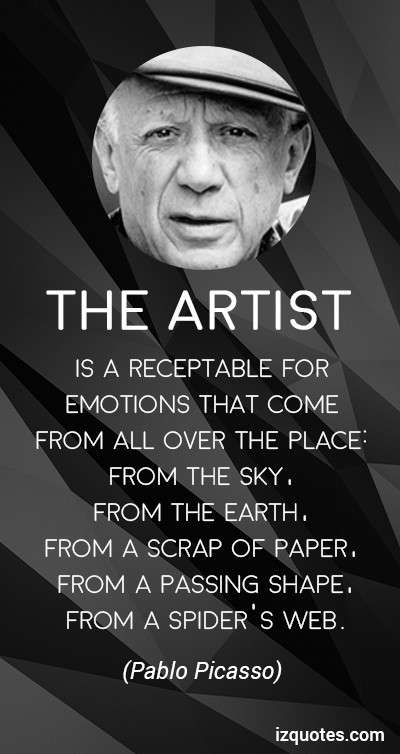 THE ARTIST
IS A RECEPTABLE FOR
EMOTIONS THAT COME
FROM ALL OVER THE PLACE:
FROM THE SKY,
FROM THE EARTH,
FROM A SCRAP OF PAPER,
FROM A PASSING SHAPE,
FROM A SPIDER'S WEB.
(Pablo Picasso)
izquotes.com